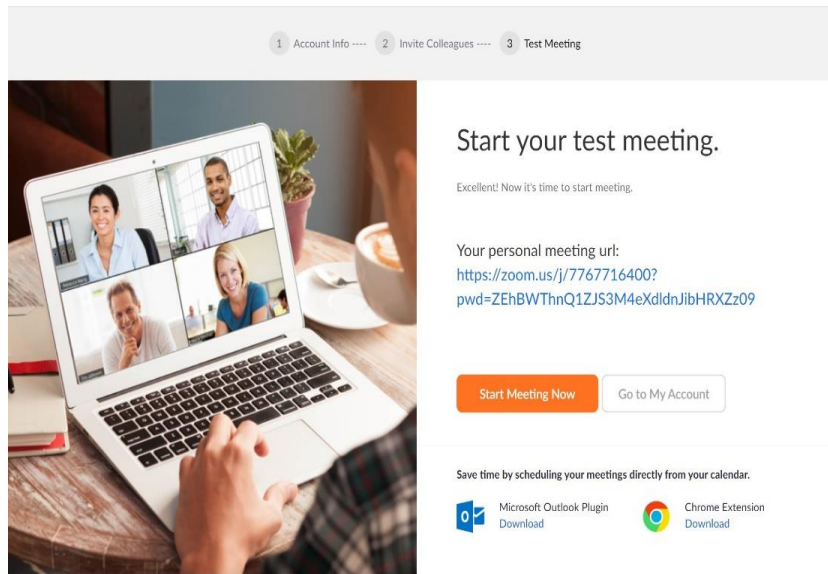 1 Account Info ---- 2 Invite Colleagues ---- 3 Test Meeting
Start your test meeting.
Excellent! Now it's time to start meeting.
Your personal meeting url:
https://zoom.us/j/7767716400?
pwd=ZEhBWThnQ1ZJS3M4eXdldnJibHRXZz09
Start Meeting Now Go to My Account
Save time by scheduling your meetings directly from your calendar.
Microsoft Outlook Plugin
Download
Chrome Extension
Download